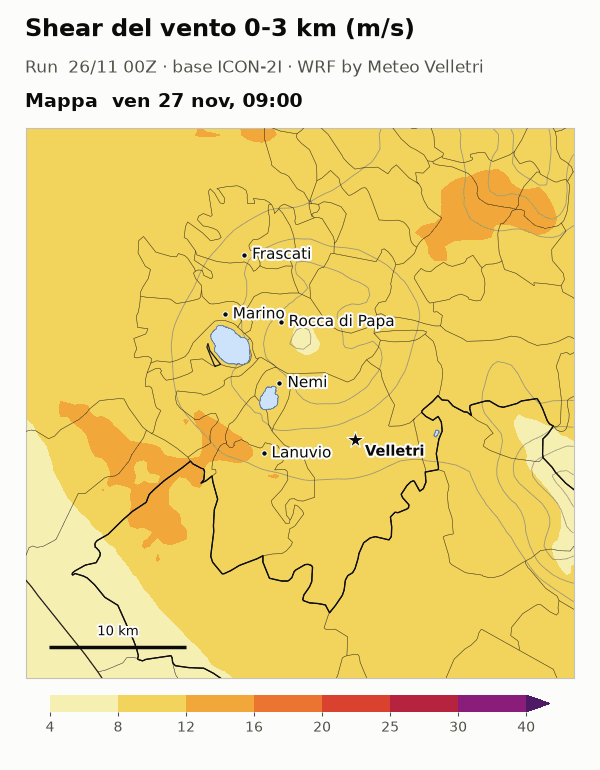 Shear del vento 0-3 km (m/s)
Run  26/11 00Z · base ICON-2I · WRF by Meteo Velletri
Mappa  ven 27 nov, 09:00
Frascati
Marino
Rocca di Papa
Nemi
Velletri
Lanuvio
10 km
4 8 12 16 20 25 30 40